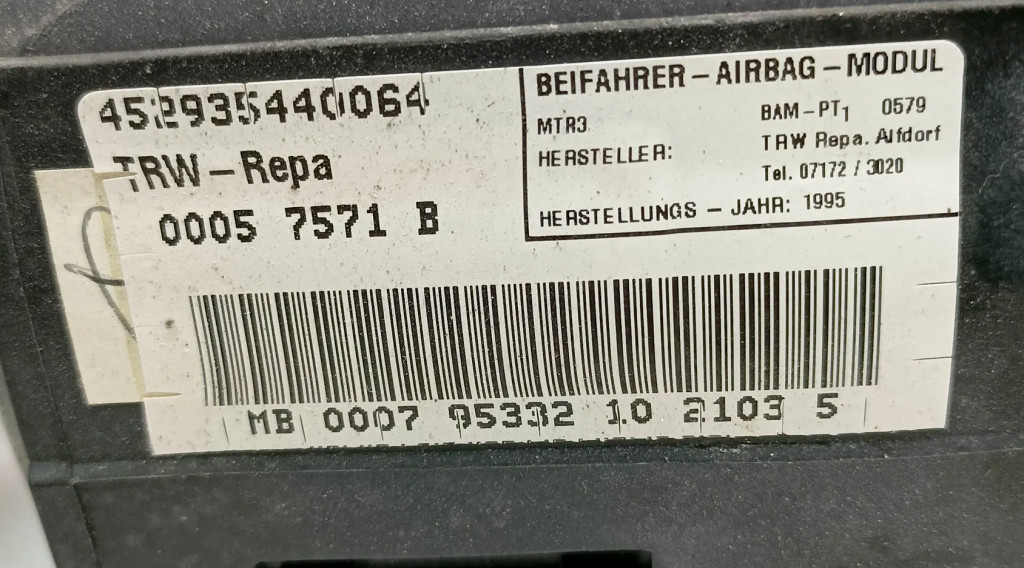 452935440064
TRW-Repa
0005 7571 B
BEIFAHRER-AIRBAG-MODUL
MTR3 BAM-PT1 0579
HERSTELLER: TRW Repa. Alfdorf
Tel. 07172 / 3020
HERSTELLUNGS - JAHR: 1995
MB 0007 95332 10 2103 5